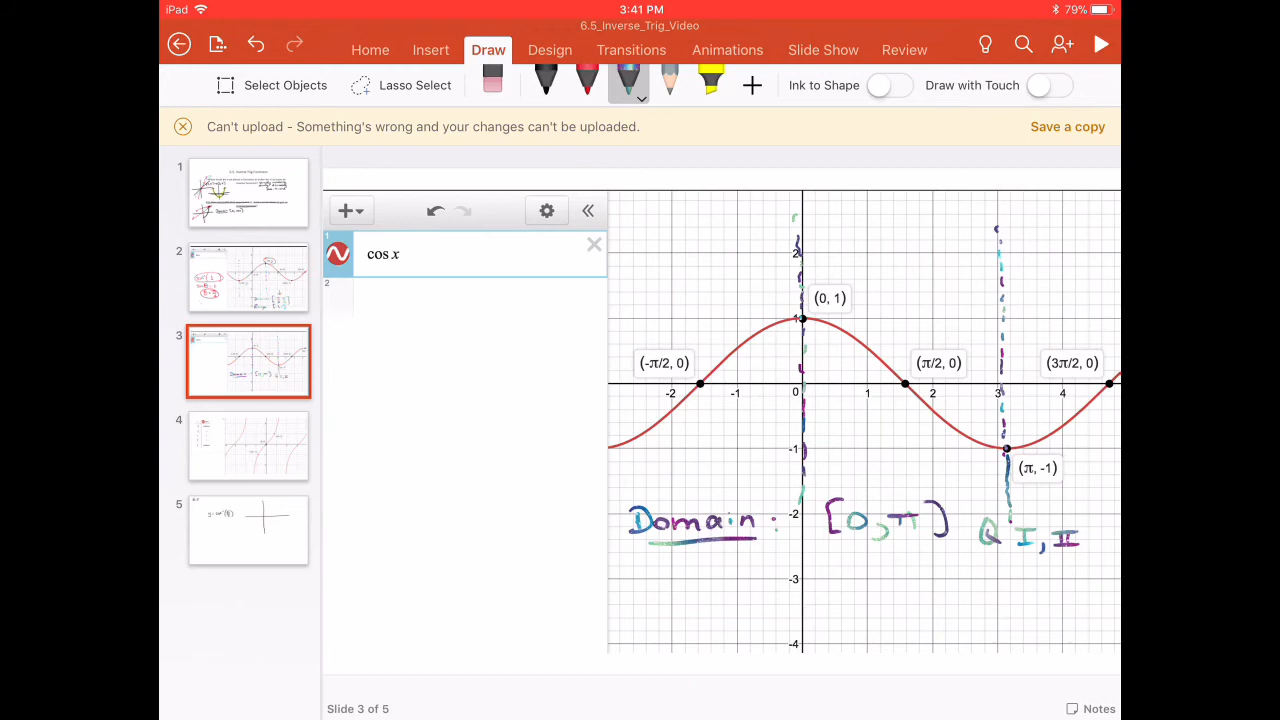 iPad 3:41 PM 79%
6.5_Inverse_Trig_Video
Home Insert Draw Design Transitions Animations Slide Show Review
Select Objects Lasso Select Ink to Shape Draw with Touch
Can't upload - Something's wrong and your changes can't be uploaded. Save a copy
1
2
3
4
5
1 cos x
2
2
(0, 1)
1
(-π/2, 0) (π/2, 0) (3π/2, 0)
-2 -1 0 1 2 3 4
-1
(π, -1)
-2
Domain: [0, π] Q I, II
-3
-4
Slide 3 of 5 Notes